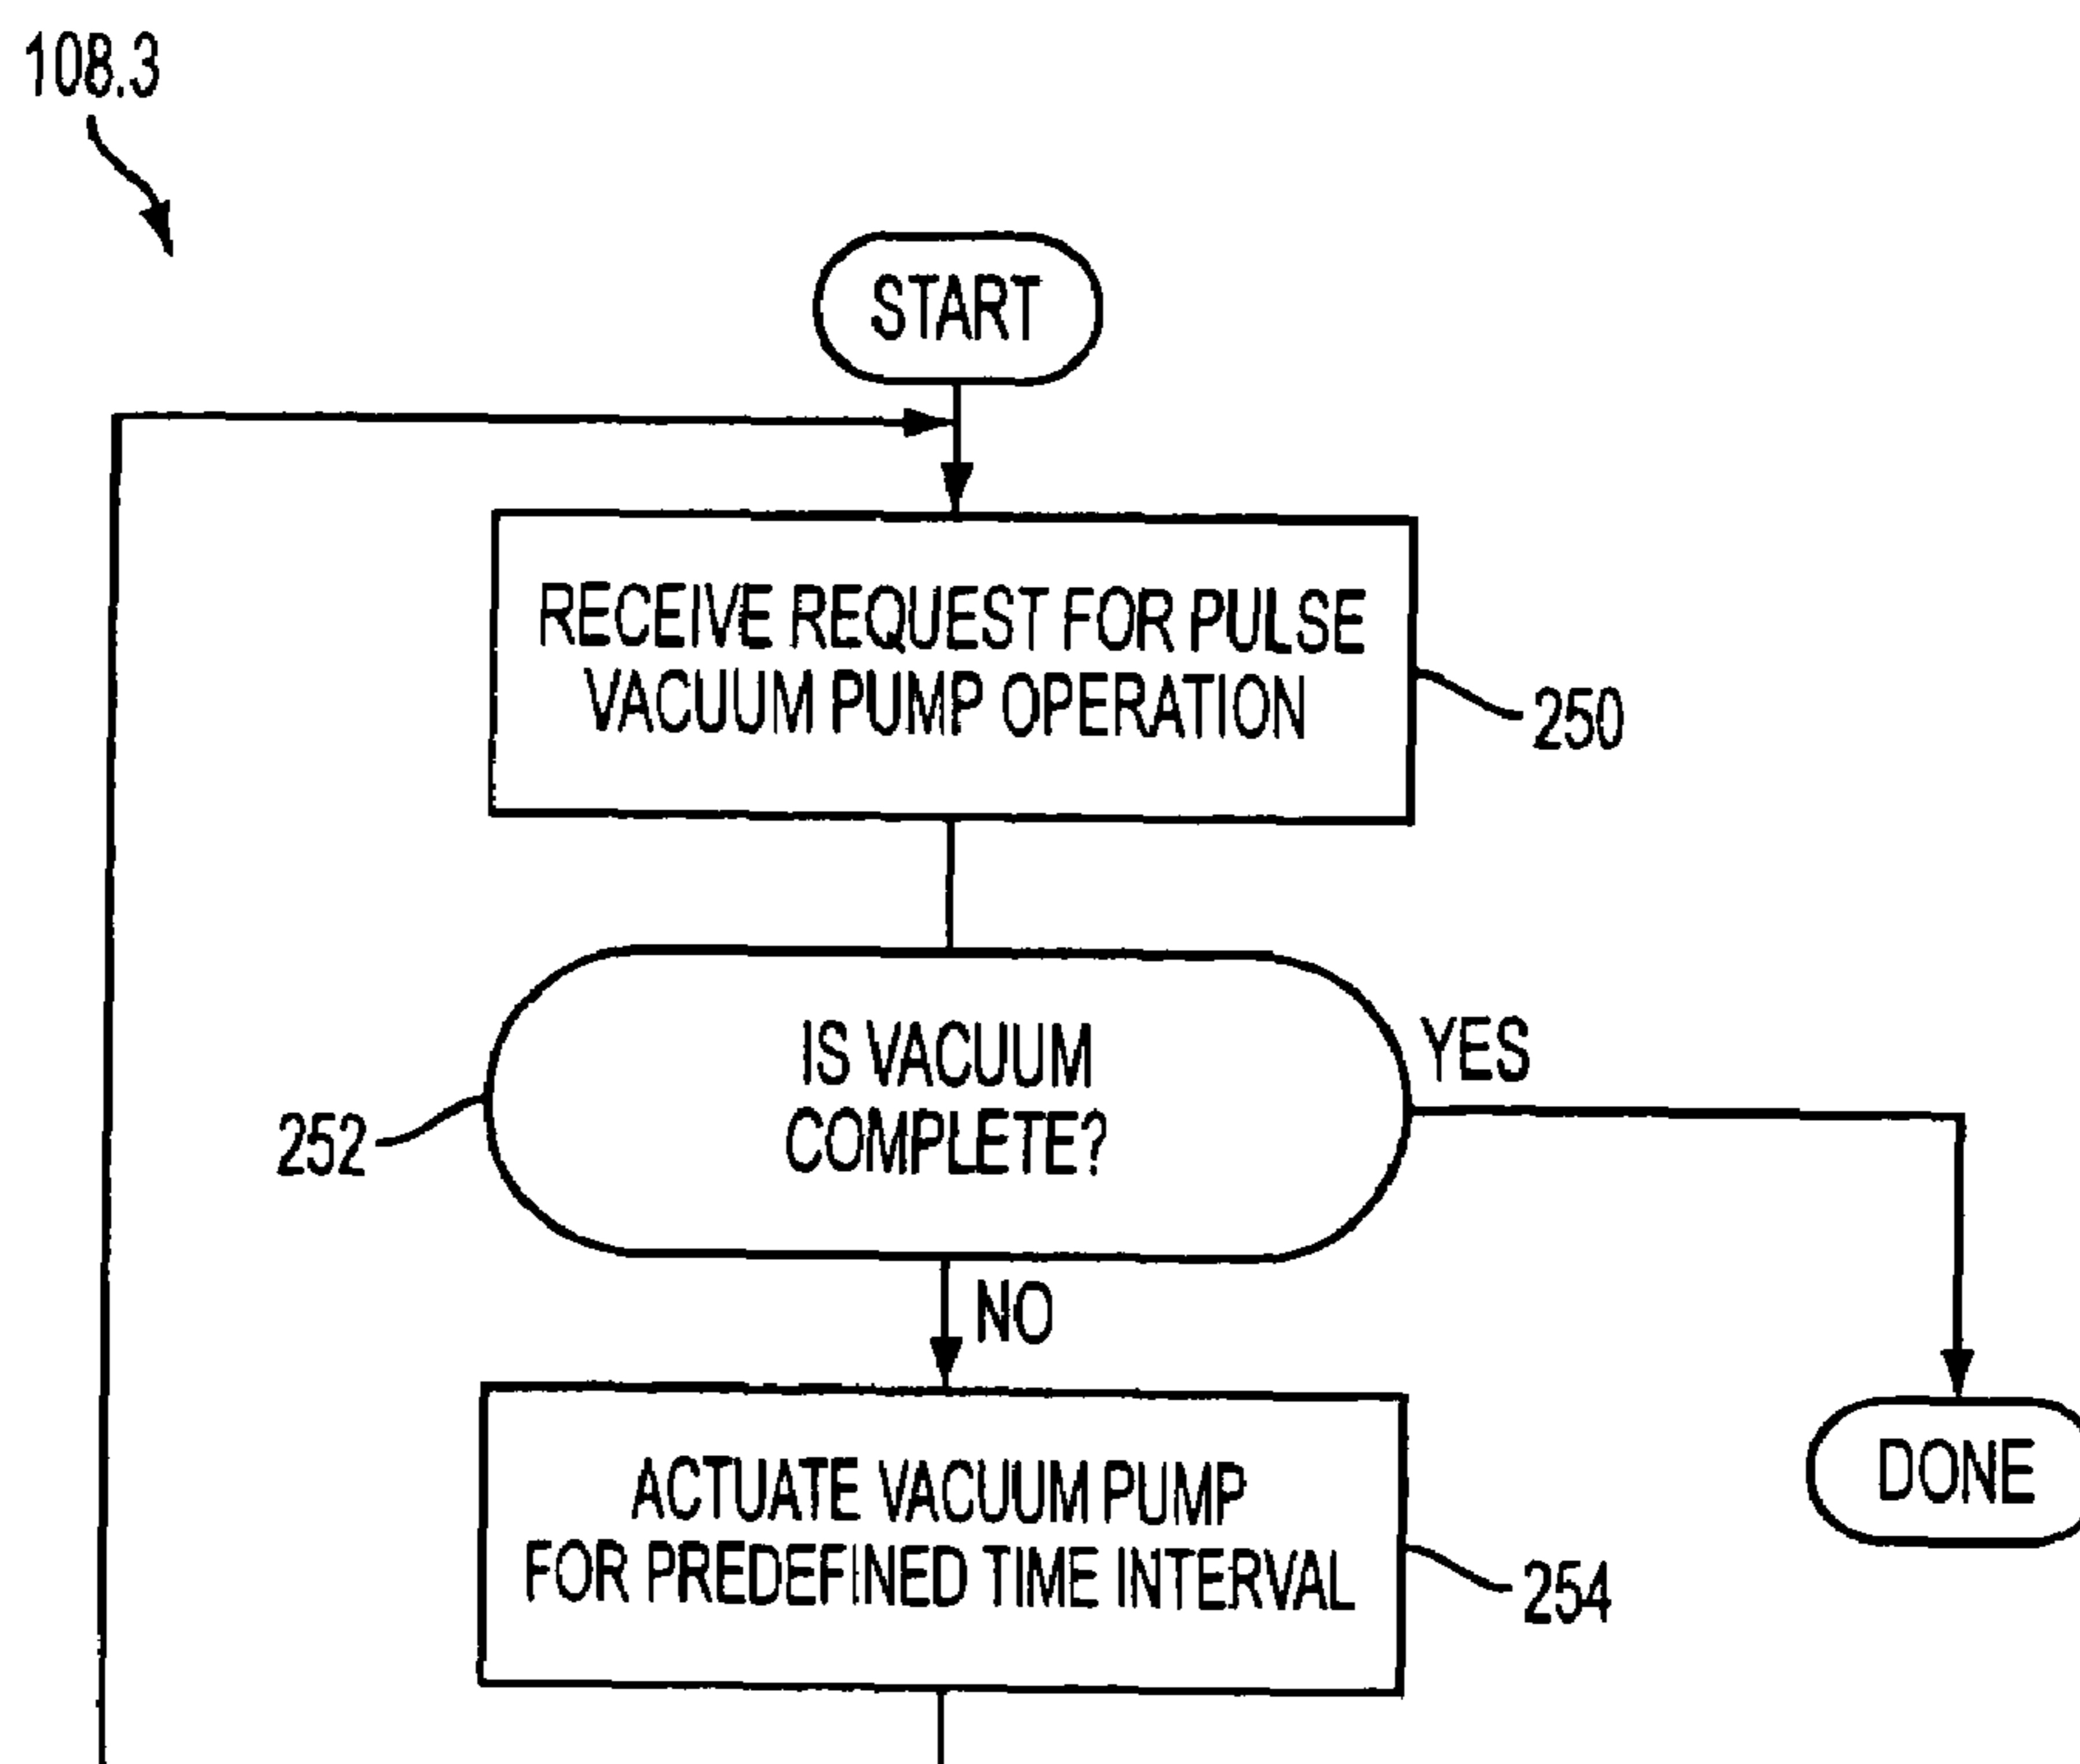 108.3
START
RECEIVE REQUEST FOR PULSE
VACUUM PUMP OPERATION
250
IS VACUUM
COMPLETE?
YES
252
NO
ACTUATE VACUUM PUMP
FOR PREDEFINED TIME INTERVAL
254
DONE